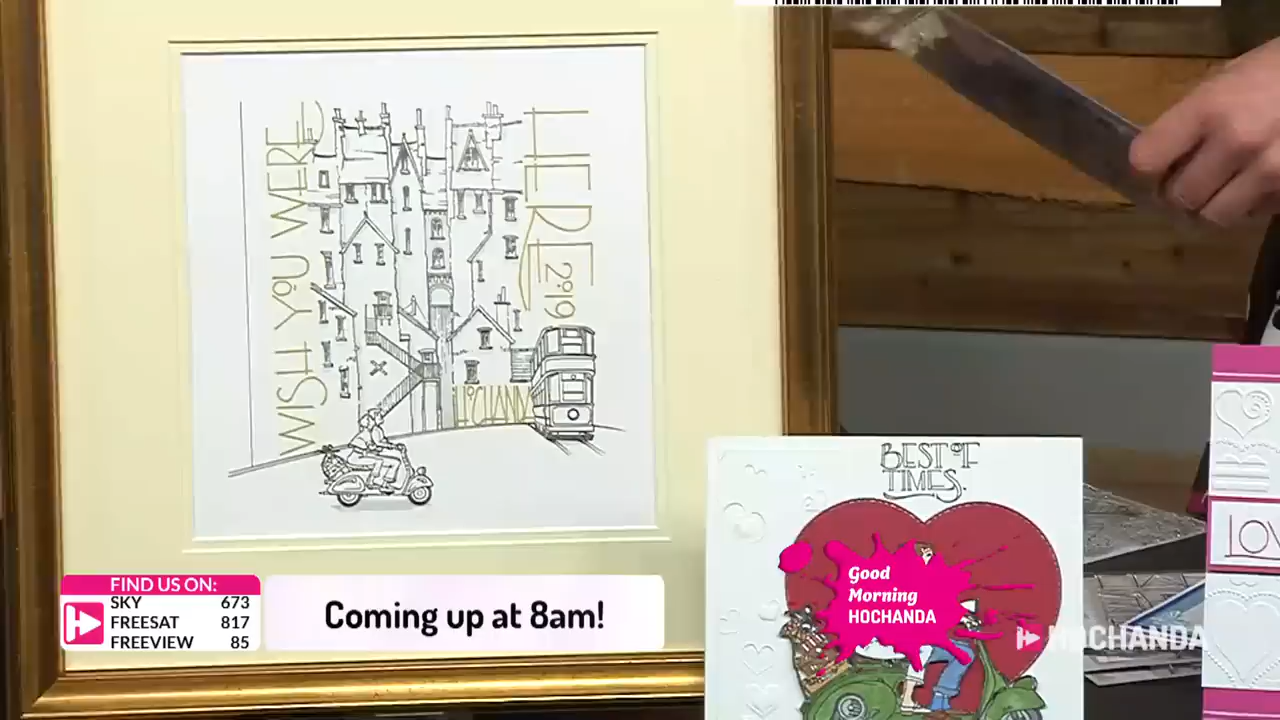 WISH YOU WERE
HERE 2019
HOCHANDA
BEST OF
TIMES.
Good
Morning
HOCHANDA
HOCHANDA
FIND US ON:
SKY 673
FREESAT 817
FREEVIEW 85
Coming up at 8am!